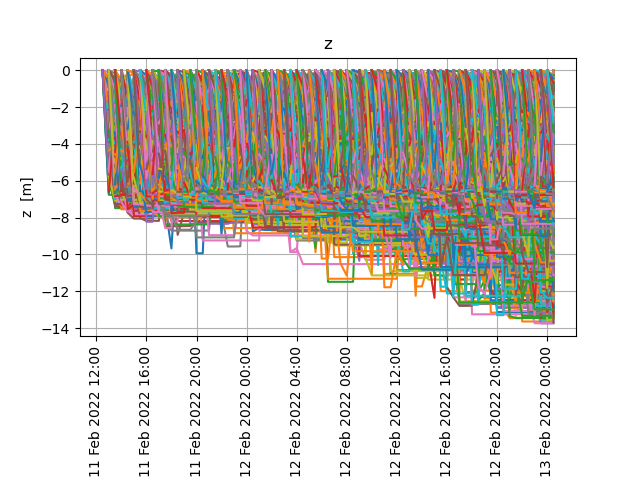 z
0
−2
−4
−6
−8
−10
−12
−14
z [m]
11 Feb 2022 12:00
11 Feb 2022 16:00
11 Feb 2022 20:00
12 Feb 2022 00:00
12 Feb 2022 04:00
12 Feb 2022 08:00
12 Feb 2022 12:00
12 Feb 2022 16:00
12 Feb 2022 20:00
13 Feb 2022 00:00